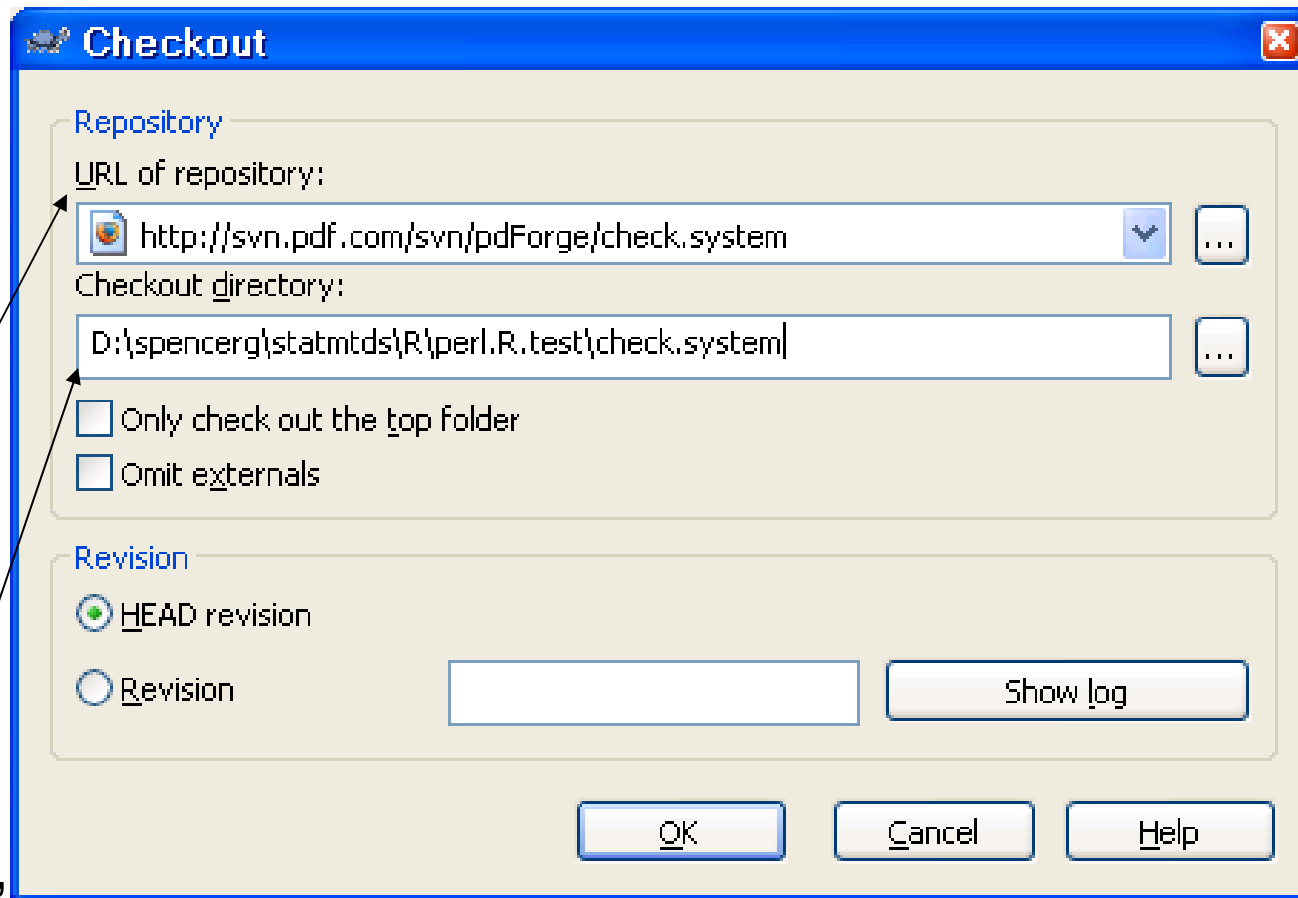 Checkout
Repository
URL of repository:
http://svn.pdf.com/svn/pdForge/check.system
...
Checkout directory:
D:\spencerg\statmtds\R\perl.R.test\check.system
...
Only check out the top folder
Omit externals
Revision
HEAD revision
Revision
Show log
OK
Cancel
Help
,